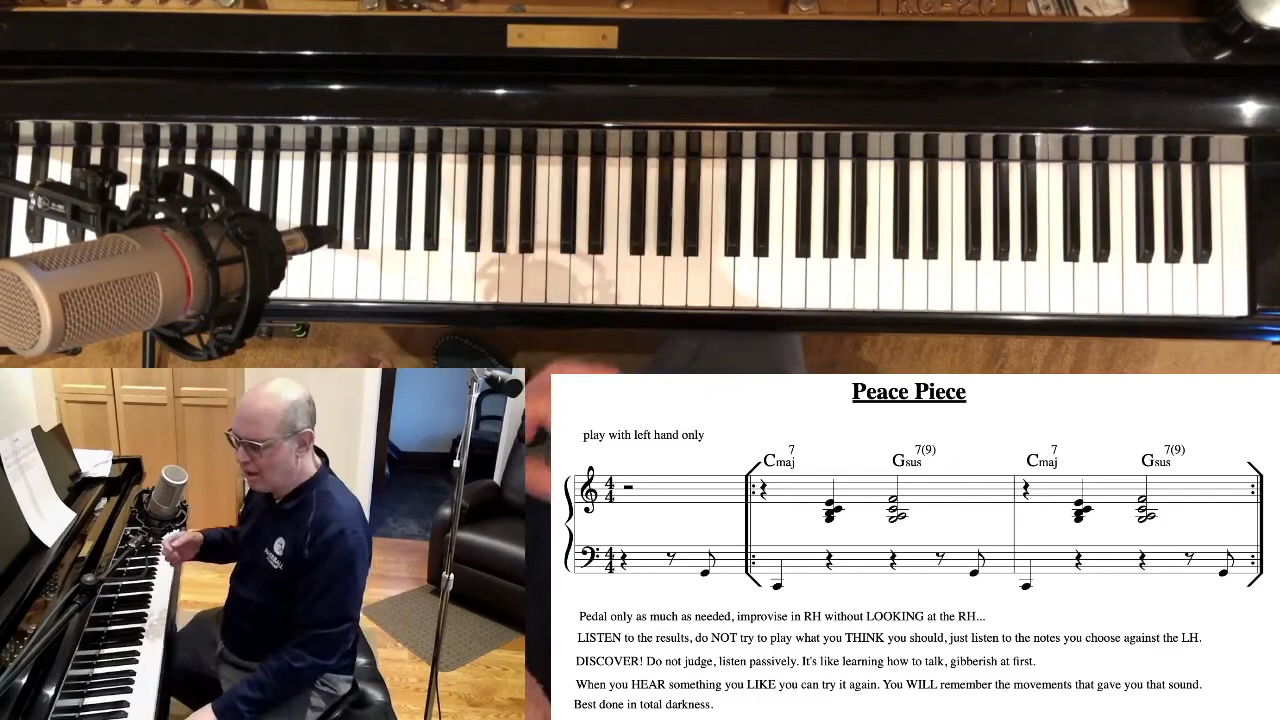 KG-2C
Peace Piece
play with left hand only
Cmaj7 Gsus7(9) Cmaj7 Gsus7(9)
Pedal only as much as needed, improvise in RH without LOOKING at the RH...
LISTEN to the results, do NOT try to play what you THINK you should, just listen to the notes you choose against the LH.
DISCOVER! Do not judge, listen passively. It's like learning how to talk, gibberish at first.
When you HEAR something you LIKE you can try it again. You WILL remember the movements that gave you that sound.
Best done in total darkness.